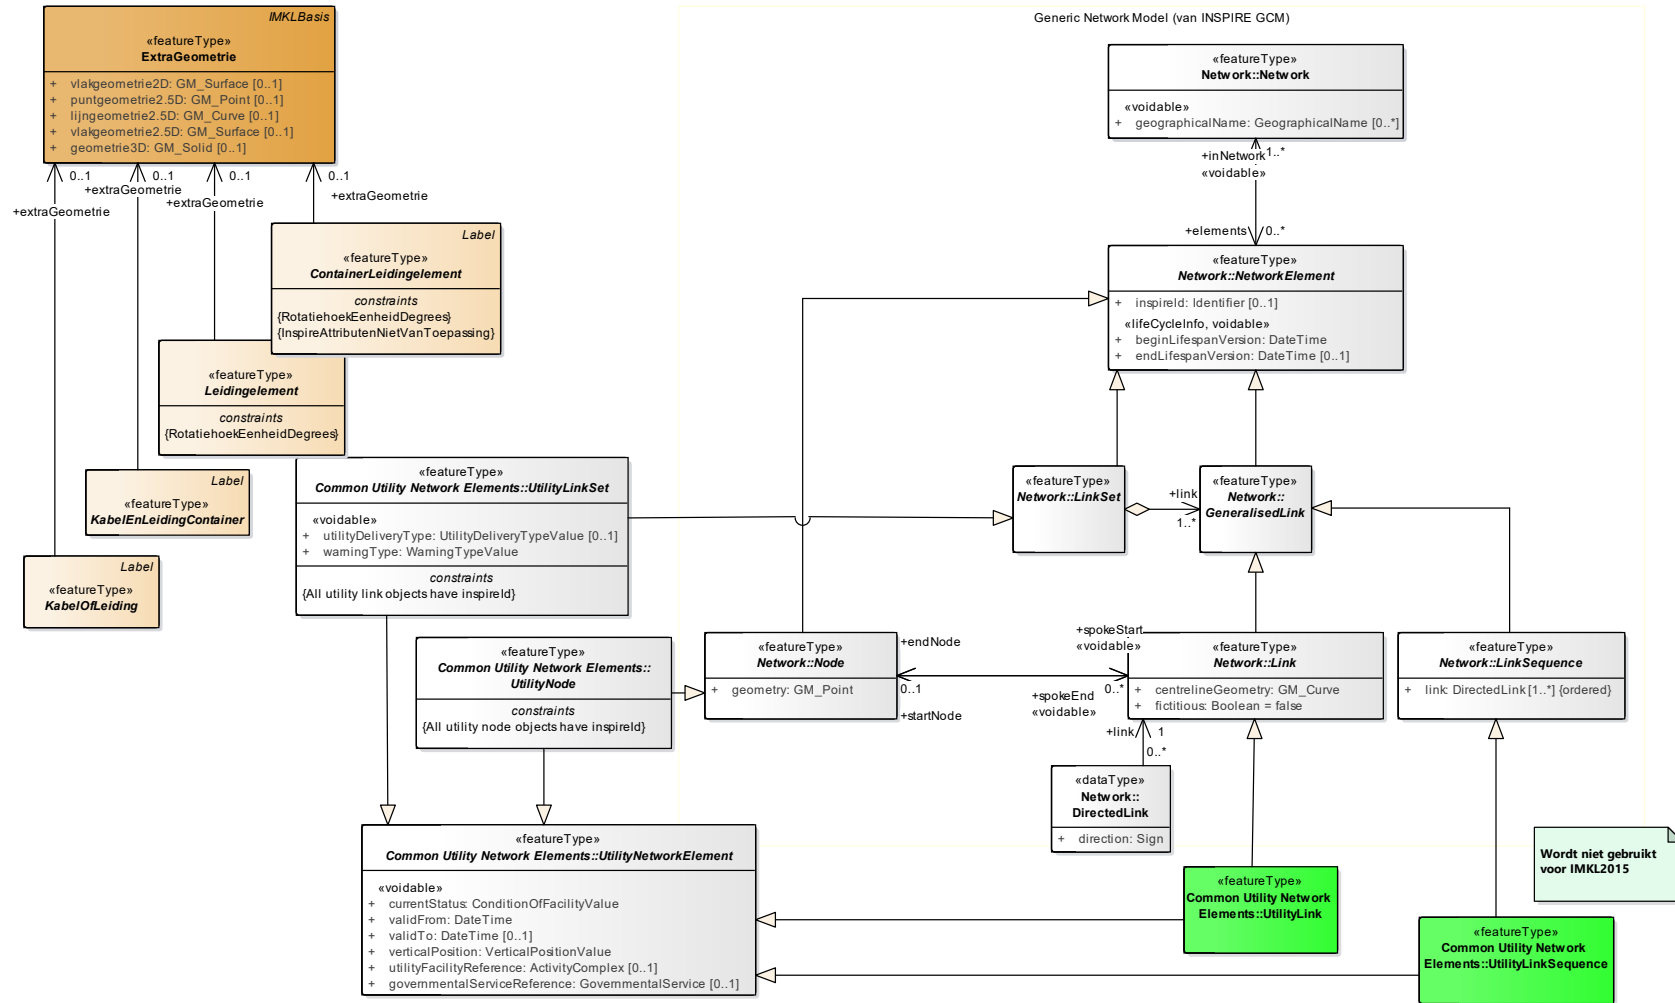 IMKLBasis
«featureType»
ExtraGeometrie
+ vlakgeometrie2D: GM_Surface [0..1]
+ puntgeometrie2.5D: GM_Point [0..1]
+ lijngeometrie2.5D: GM_Curve [0..1]
+ vlakgeometrie2.5D: GM_Surface [0..1]
+ geometrie3D: GM_Solid [0..1]
0..1
0..1
0..1
0..1
+extraGeometrie
+extraGeometrie
+extraGeometrie
+extraGeometrie
Label
«featureType»
ContainerLeidingelement
constraints
{RotatiehoekEenheidDegrees}
{InspireAttributenNietVanToepassing}
«featureType»
Leidingelement
constraints
{RotatiehoekEenheidDegrees}
Label
«featureType»
KabelEnLeidingContainer
Label
«featureType»
KabelOfLeiding
Generic Network Model (van INSPIRE GCM)
«featureType»
Network::Network
«voidable»
+ geographicalName: GeographicalName [0..*]
+inNetwork
1..*
«voidable»
+elements
0..*
«featureType»
Network::NetworkElement
+ inspireId: Identifier [0..1]
«lifeCycleInfo, voidable»
+ beginLifespanVersion: DateTime
+ endLifespanVersion: DateTime [0..1]
«featureType»
Common Utility Network Elements::UtilityLinkSet
«voidable»
+ utilityDeliveryType: UtilityDeliveryTypeValue [0..1]
+ warningType: WarningTypeValue
constraints
{All utility link objects have inspireId}
«featureType»
Network::LinkSet
+link
1..*
«featureType»
Network::
GeneralisedLink
«featureType»
Common Utility Network Elements::
UtilityNode
constraints
{All utility node objects have inspireId}
«featureType»
Network::Node
+ geometry: GM_Point
+endNode
0..1
+startNode
+spokeStart
«voidable»
+spokeEnd
0..*
«voidable»
«featureType»
Network::Link
+ centrelineGeometry: GM_Curve
+ fictitious: Boolean = false
«featureType»
Network::LinkSequence
+ link: DirectedLink [1..*] {ordered}
+link
1
0..*
«dataType»
Network::
DirectedLink
+ direction: Sign
«featureType»
Common Utility Network Elements::UtilityNetworkElement
«voidable»
+ currentStatus: ConditionOfFacilityValue
+ validFrom: DateTime
+ validTo: DateTime [0..1]
+ verticalPosition: VerticalPositionValue
+ utilityFacilityReference: ActivityComplex [0..1]
+ governmentalServiceReference: GovernmentalService [0..1]
«featureType»
Common Utility Network
Elements::UtilityLink
Wordt niet gebruikt
voor IMKL2015
«featureType»
Common Utility Network
Elements::UtilityLinkSequence